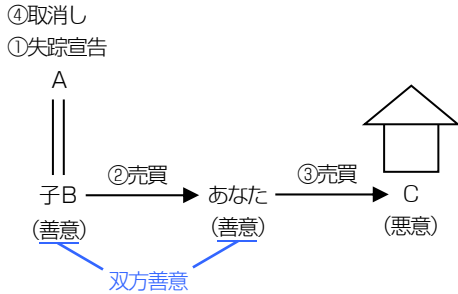 ④取消し
①失踪宣告
A
②売買
③売買
子B
あなた
C
(善意)
(善意)
(悪意)
双方善意